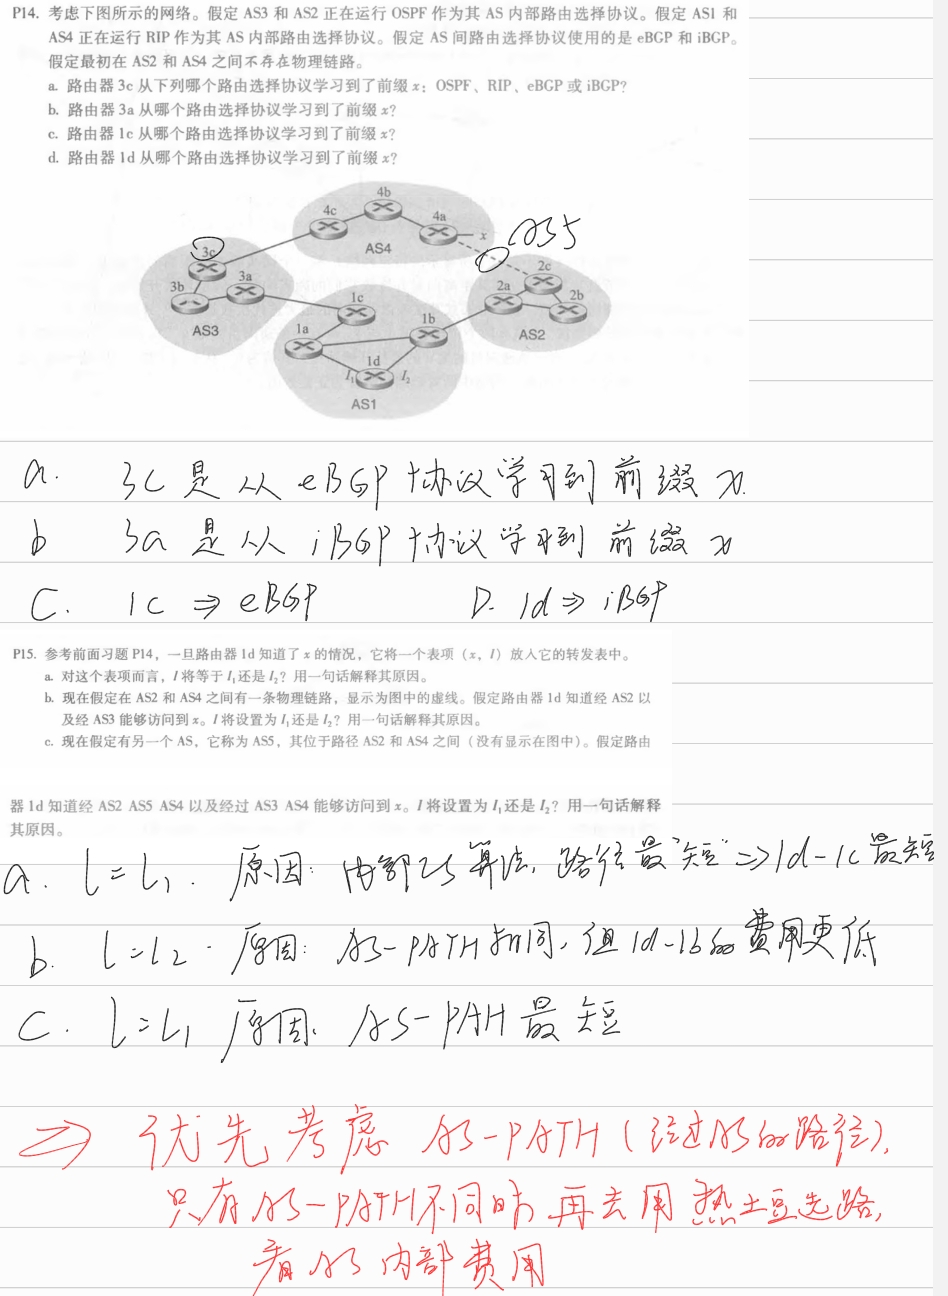 P14. 考虑下图所示的网络。假定 AS3 和 AS2 正在运行 OSPF 作为其 AS 内部路由选择协议。假定 AS1 和
AS4 正在运行 RIP 作为其 AS 内部路由选择协议。假定 AS 间路由选择协议使用的是 eBGP 和 iBGP。
假定最初在 AS2 和 AS4 之间不存在物理链路。
a. 路由器 3c 从下列哪个路由选择协议学习到了前缀 x：OSPF、RIP、eBGP 或 iBGP?
b. 路由器 3a 从哪个路由选择协议学习到了前缀 x?
c. 路由器 1c 从哪个路由选择协议学习到了前缀 x?
d. 路由器 1d 从哪个路由选择协议学习到了前缀 x?
4b
4c
4a
x
AS5
AS4
3c
2c
3b
3a
2a
2b
1c
AS3
1a
1b
AS2
1d
I₁
I₂
AS1
a. 3c 是从 eBGP 协议学习到前缀 x.
b 3a 是从 iBGP 协议学习到前缀 x
C. 1c ⇒ eBGP D. 1d ⇒ iBGP
P15. 参考前面习题 P14，一旦路由器 1d 知道了 x 的情况，它将一个表项（x，I）放入它的转发表中。
a. 对这个表项而言，I 将等于 I₁还是 I₂? 用一句话解释其原因。
b. 现在假定在 AS2 和 AS4 之间有一条物理链路，显示为图中的虚线。假定路由器 1d 知道经 AS2 以
及经 AS3 能够访问到 x。I 将设置为 I₁还是 I₂? 用一句话解释其原因。
c. 现在假定有另一个 AS，它称为 AS5，其位于路径 AS2 和 AS4 之间（没有显示在图中）。假定路由
器 1d 知道经 AS2 AS5 AS4 以及经过 AS3 AS4 能够访问到 x。I 将设置为 I₁还是 I₂? 用一句话解释
其原因。
a. l = l₁. 原因: 内部LS算法, 路径最"短" ⇒ 1d-1c 最短
b. l = l2. 原因: AS-PATH 相同, 但 1d-1b的费用更低
C. l = l₁ 原因: AS-PAH 最短
⇒ 优先考虑 AS-PATH (经过AS的路径),
只有 AS-PATH 不同时 再去用 热土豆选路,
看 AS 内部费用